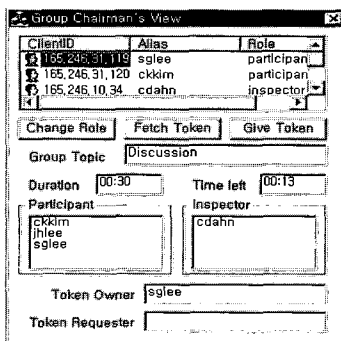 Group Chairman's View
ClientID Alias Role
165,246,31,119 sglee participan
165,246,31,120 ckkim participan
165,246,10,34 cdahn inspector
Change Role Fetch Token Give Token
Group Topic Discussion
Duration 00:30 Time left 00:13
Participant Inspector
ckkim cdahn
jhlee
sglee
Token Owner sglee
Token Requester